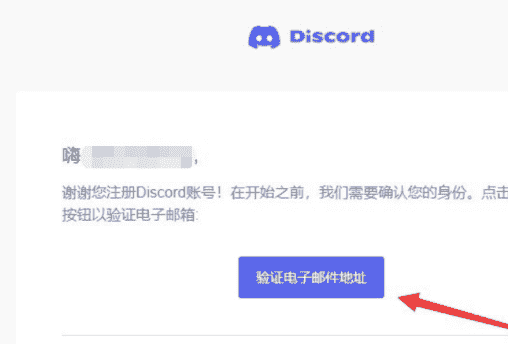 Discord
嗨 ,
谢谢您注册Discord账号！在开始之前，我们需要确认您的身份。点击
按钮以验证电子邮箱:
验证电子邮件地址